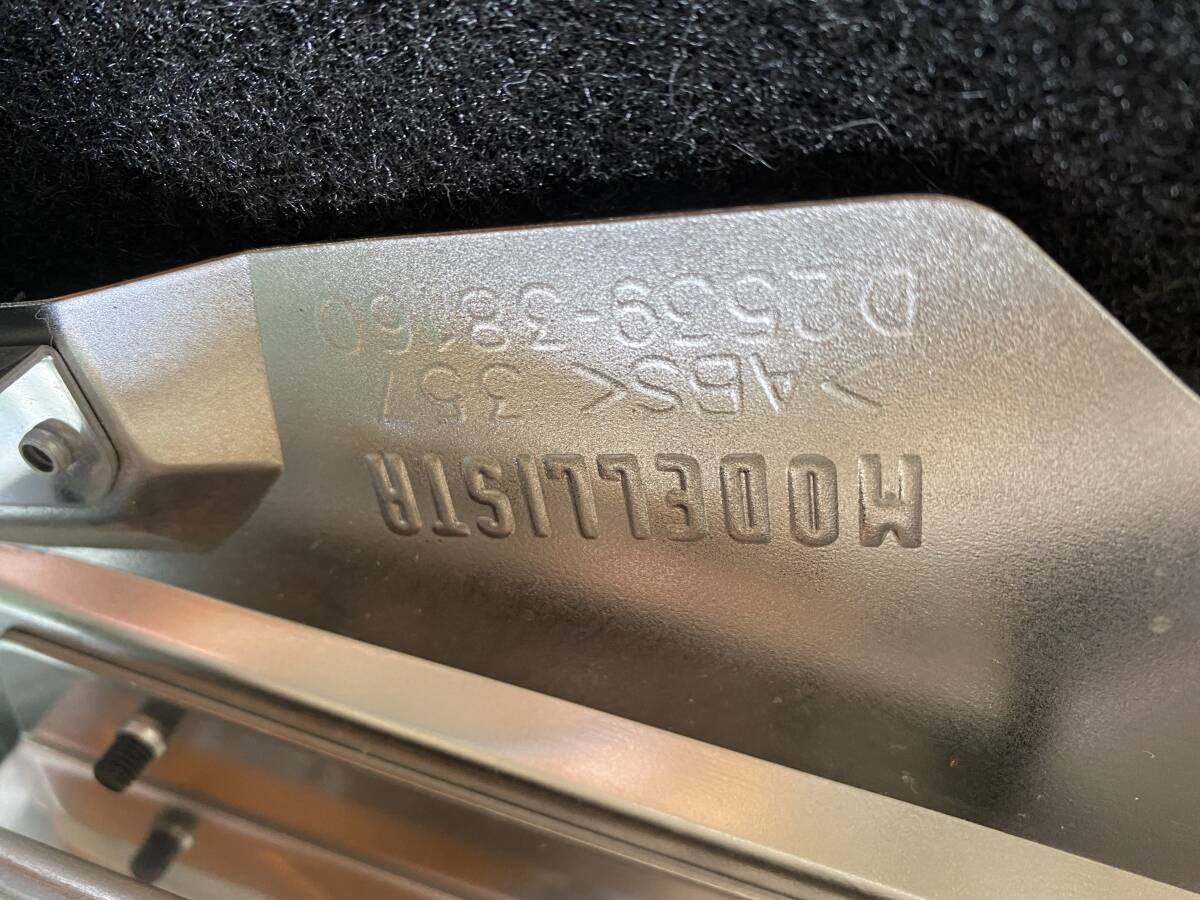 MODELLISTA
>ABS< 357
D2539-38160